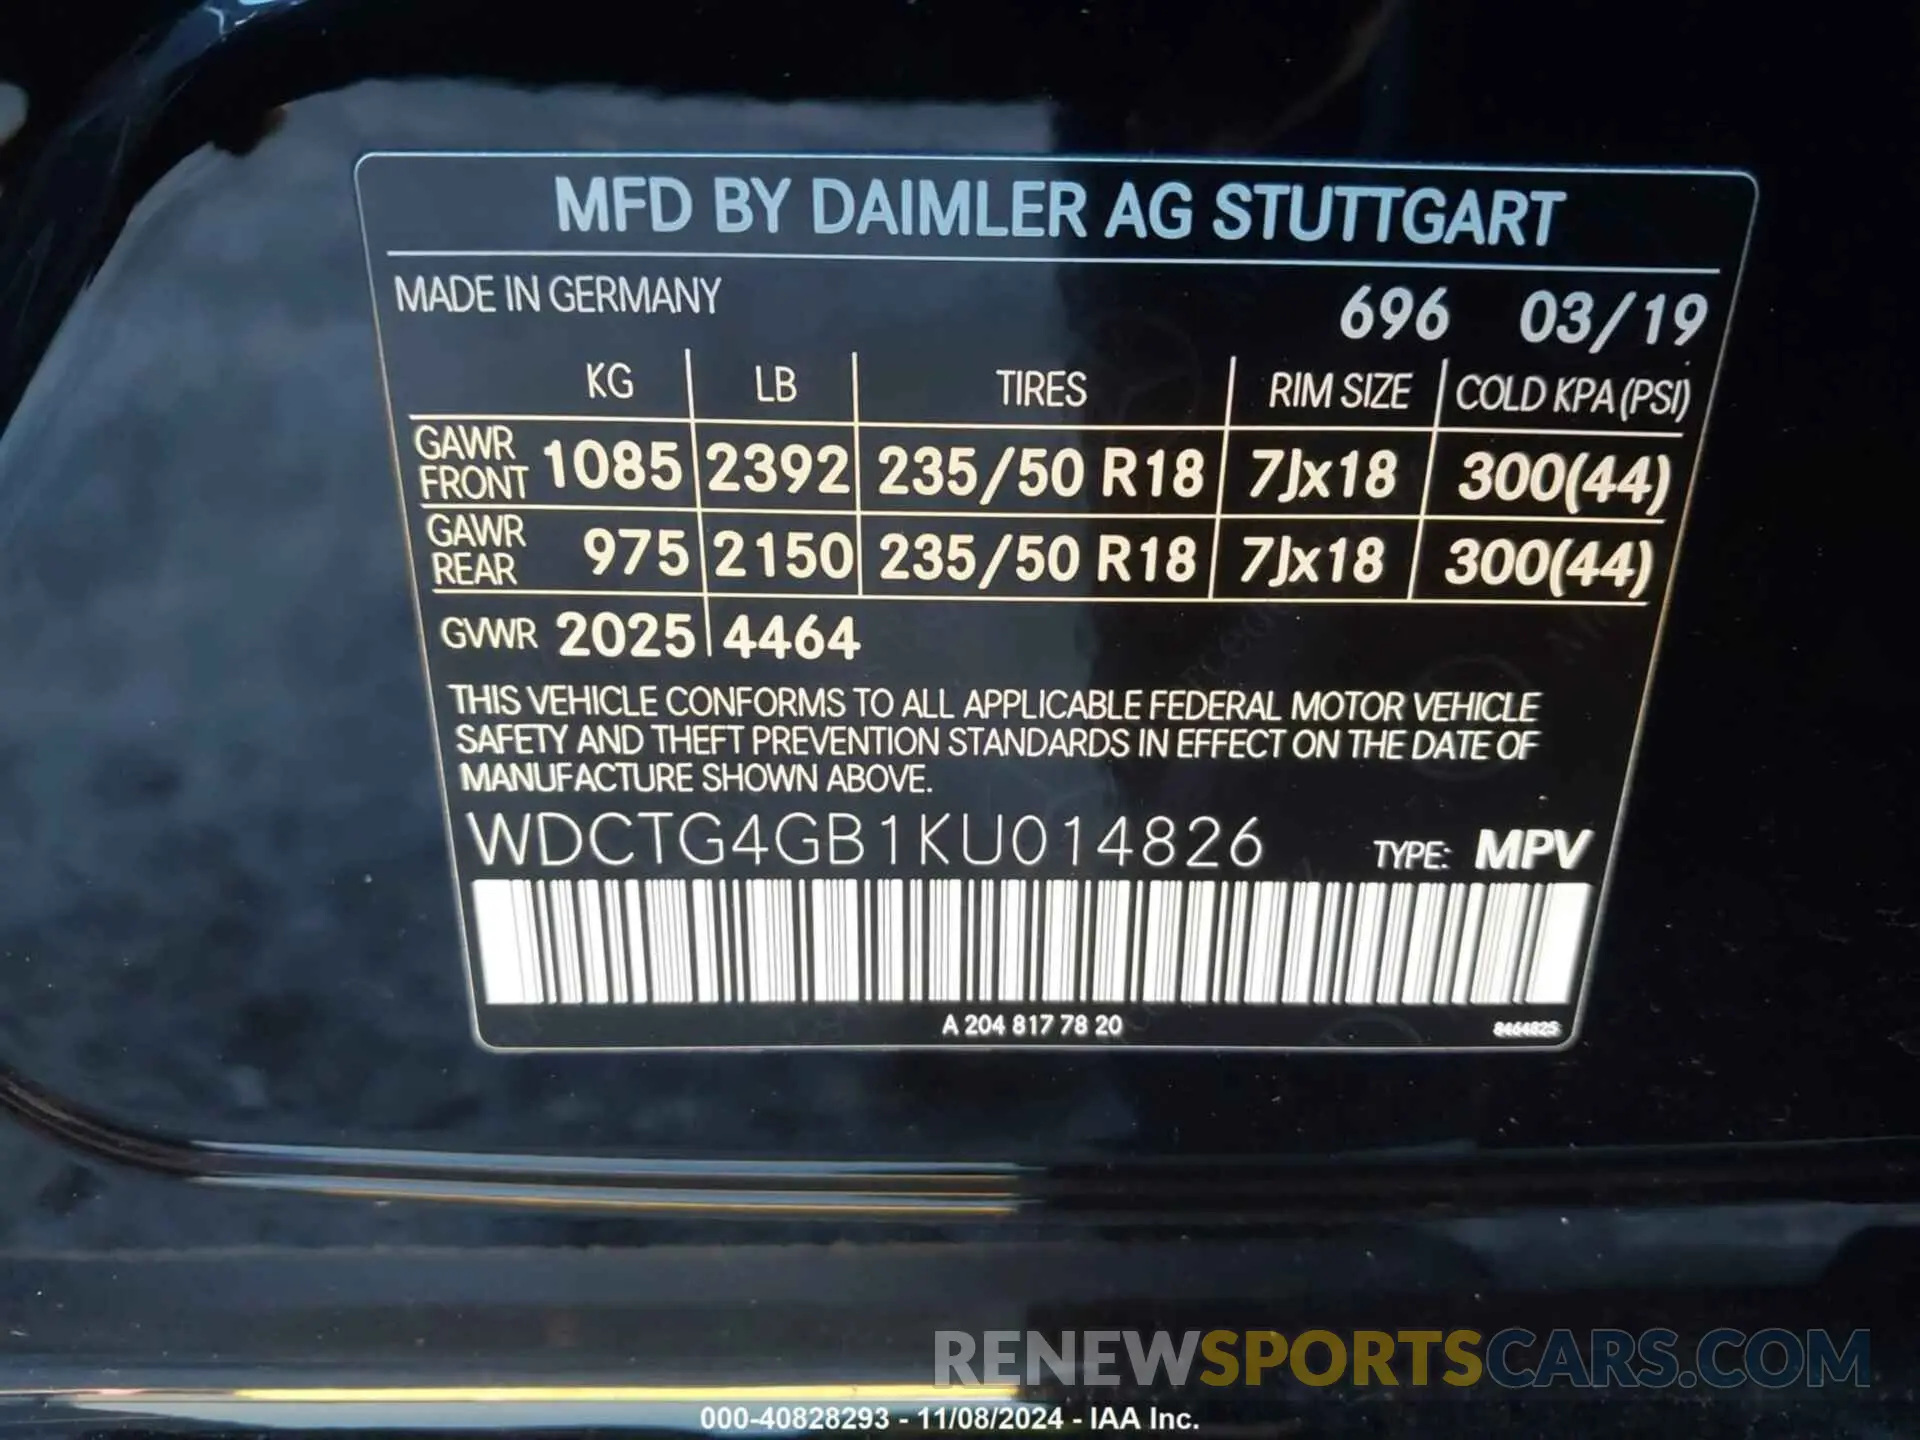 MFD BY DAIMLER AG STUTTGART
MADE IN GERMANY 696 03/19
KG LB TIRES RIM SIZE COLD KPA (PSI)
GAWR FRONT 1085 2392 235/50 R18 7Jx18 300(44)
GAWR REAR 975 2150 235/50 R18 7Jx18 300(44)
GVWR 2025 4464
THIS VEHICLE CONFORMS TO ALL APPLICABLE FEDERAL MOTOR VEHICLE
SAFETY AND THEFT PREVENTION STANDARDS IN EFFECT ON THE DATE OF
MANUFACTURE SHOWN ABOVE.
WDCTG4GB1KU014826 TYPE: MPV
A 204 817 78 20 8464825
RENEWSPORTSCARS.COM
000-40828293 - 11/08/2024 - IAA Inc.